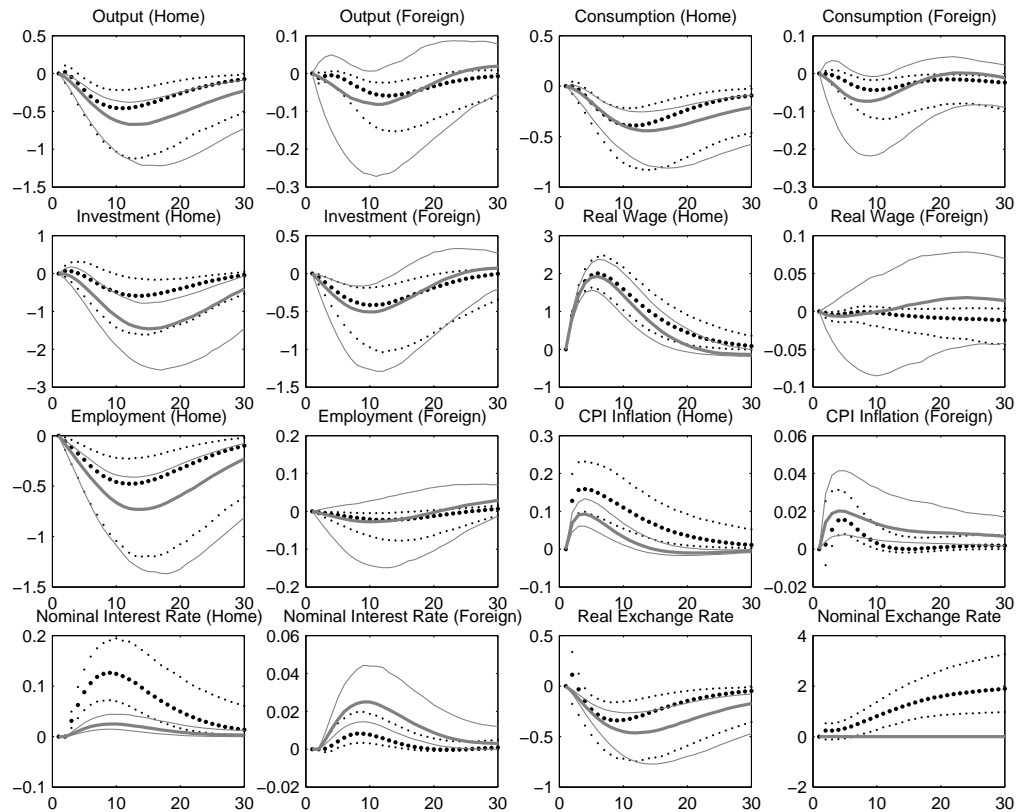 Output (Home)
0.5
0
−0.5
−1
−1.5
0 10 20 30
Output (Foreign)
0.1
0
−0.1
−0.2
−0.3
0 10 20 30
Consumption (Home)
0.5
0
−0.5
−1
0 10 20 30
Consumption (Foreign)
0.1
0
−0.1
−0.2
−0.3
0 10 20 30
Investment (Home)
1
0
−1
−2
−3
0 10 20 30
Investment (Foreign)
0.5
0
−0.5
−1
−1.5
0 10 20 30
Real Wage (Home)
3
2
1
0
−1
0 10 20 30
Real Wage (Foreign)
0.1
0.05
0
−0.05
−0.1
0 10 20 30
Employment (Home)
0
−0.5
−1
−1.5
0 10 20 30
Employment (Foreign)
0.2
0.1
0
−0.1
−0.2
0 10 20 30
CPI Inflation (Home)
0.3
0.2
0.1
0
−0.1
0 10 20 30
CPI Inflation (Foreign)
0.06
0.04
0.02
0
−0.02
0 10 20 30
Nominal Interest Rate (Home)
0.2
0.1
0
−0.1
0 10 20 30
Nominal Interest Rate (Foreign)
0.06
0.04
0.02
0
−0.02
0 10 20 30
Real Exchange Rate
0.5
0
−0.5
−1
0 10 20 30
Nominal Exchange Rate
4
2
0
−2
0 10 20 30